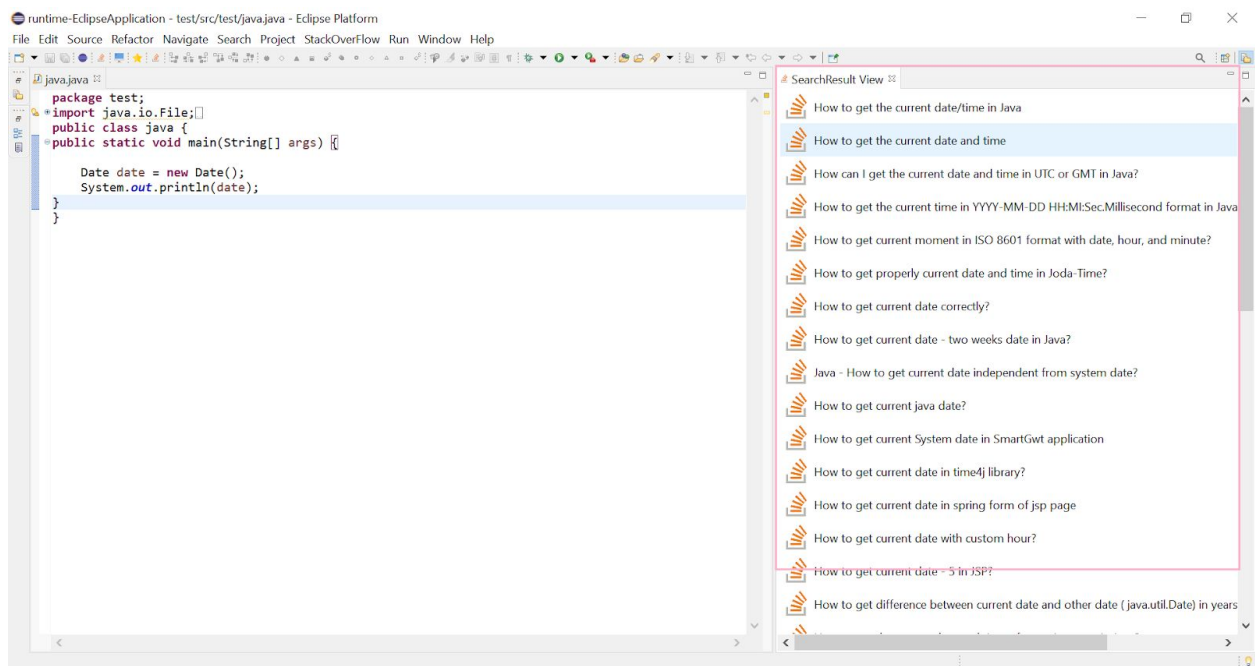 runtime-EclipseApplication - test/src/test/java.java - Eclipse Platform
File Edit Source Refactor Navigate Search Project StackOverFlow Run Window Help
java.java
package test;
import java.io.File;
public class java {
public static void main(String[] args) {
Date date = new Date();
System.out.println(date);
}
}
SearchResult View
How to get the current date/time in Java
How to get the current date and time
How can I get the current date and time in UTC or GMT in Java?
How to get the current time in YYYY-MM-DD HH:MI:Sec.Millisecond format in Java
How to get current moment in ISO 8601 format with date, hour, and minute?
How to get properly current date and time in Joda-Time?
How to get current date correctly?
How to get current date - two weeks date in Java?
Java - How to get current date independent from system date?
How to get current java date?
How to get current System date in SmartGwt application
How to get current date in time4j library?
How to get current date in spring form of jsp page
How to get current date with custom hour?
How to get current date - 5 in JSP?
How to get difference between current date and other date ( java.util.Date) in years